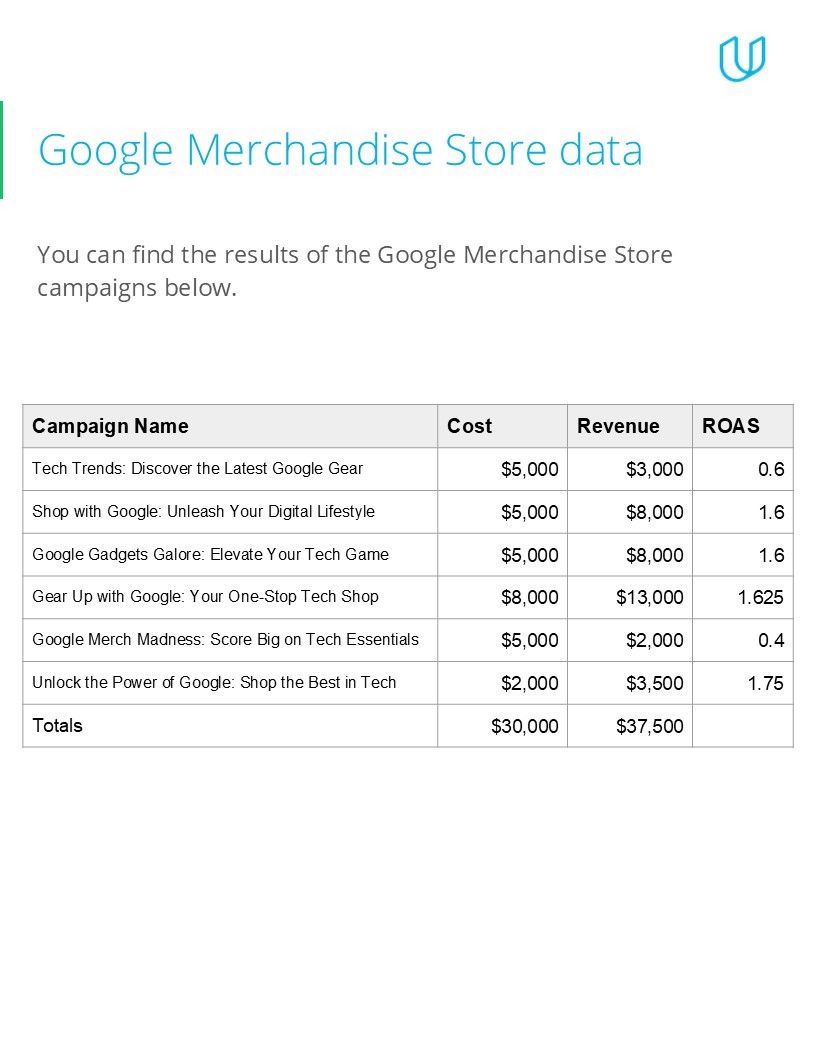 Google Merchandise Store data
You can find the results of the Google Merchandise Store
campaigns below.
Campaign Name Cost Revenue ROAS
Tech Trends: Discover the Latest Google Gear $5,000 $3,000 0.6
Shop with Google: Unleash Your Digital Lifestyle $5,000 $8,000 1.6
Google Gadgets Galore: Elevate Your Tech Game $5,000 $8,000 1.6
Gear Up with Google: Your One-Stop Tech Shop $8,000 $13,000 1.625
Google Merch Madness: Score Big on Tech Essentials $5,000 $2,000 0.4
Unlock the Power of Google: Shop the Best in Tech $2,000 $3,500 1.75
Totals $30,000 $37,500